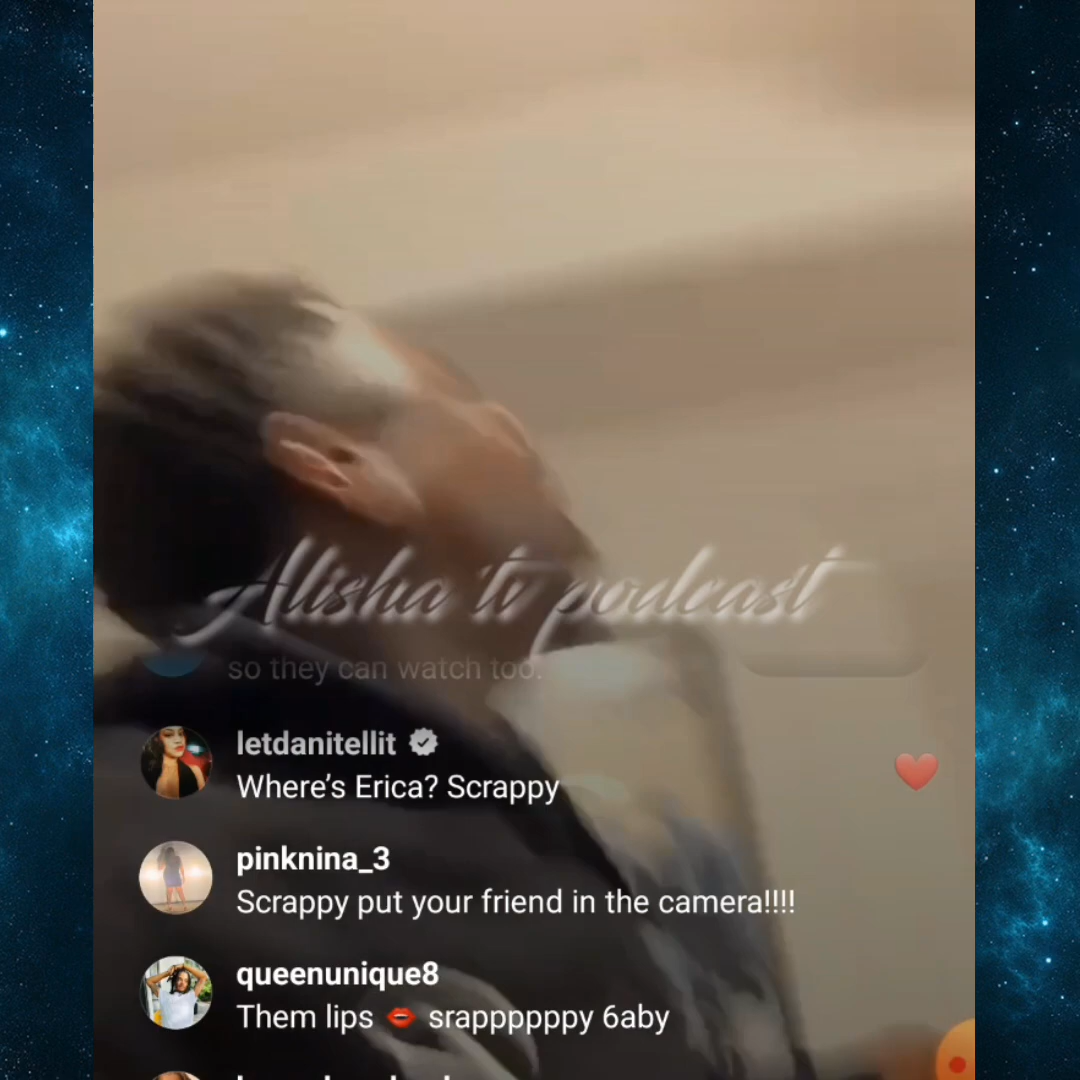 Alisha tv podcast
so they can watch too.
letdanitellit
Where's Erica? Scrappy
pinknina_3
Scrappy put your friend in the camera!!!!
queenunique8
Them lips 👄 srappppppy 6aby